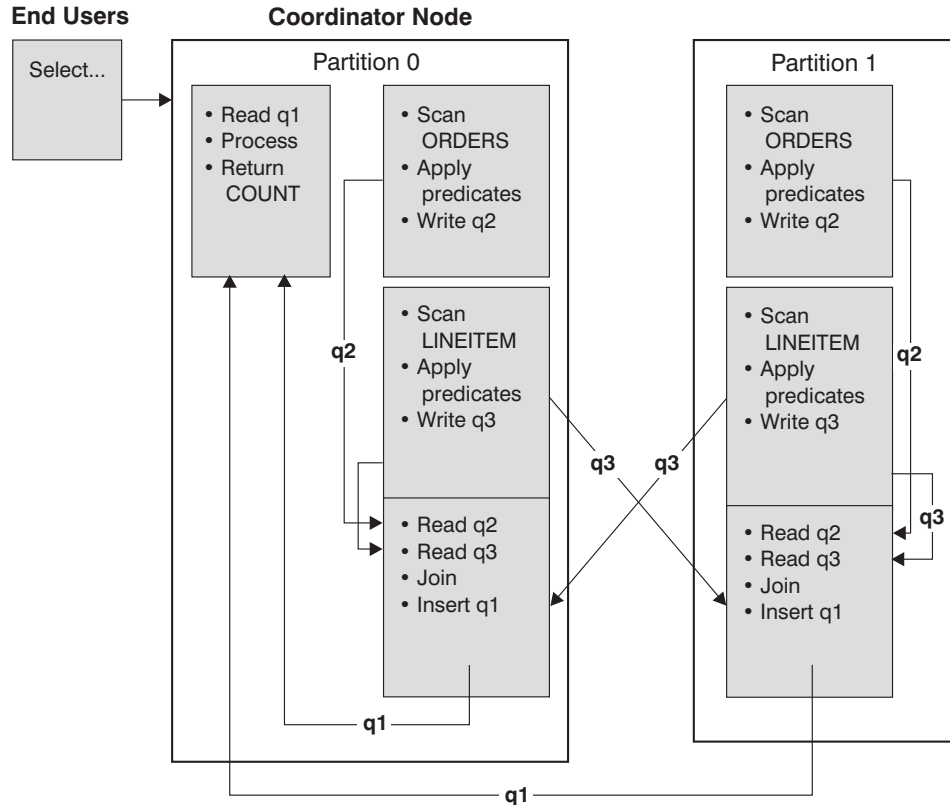 End Users
Coordinator Node
Select...
Partition 0
• Read q1
• Process
• Return
COUNT
• Scan
ORDERS
• Apply
predicates
• Write q2
q2
• Scan
LINEITEM
• Apply
predicates
• Write q3
• Read q2
• Read q3
• Join
• Insert q1
q1
q3
q3
Partition 1
• Scan
ORDERS
• Apply
predicates
• Write q2
q2
• Scan
LINEITEM
• Apply
predicates
• Write q3
q3
• Read q2
• Read q3
• Join
• Insert q1
q1